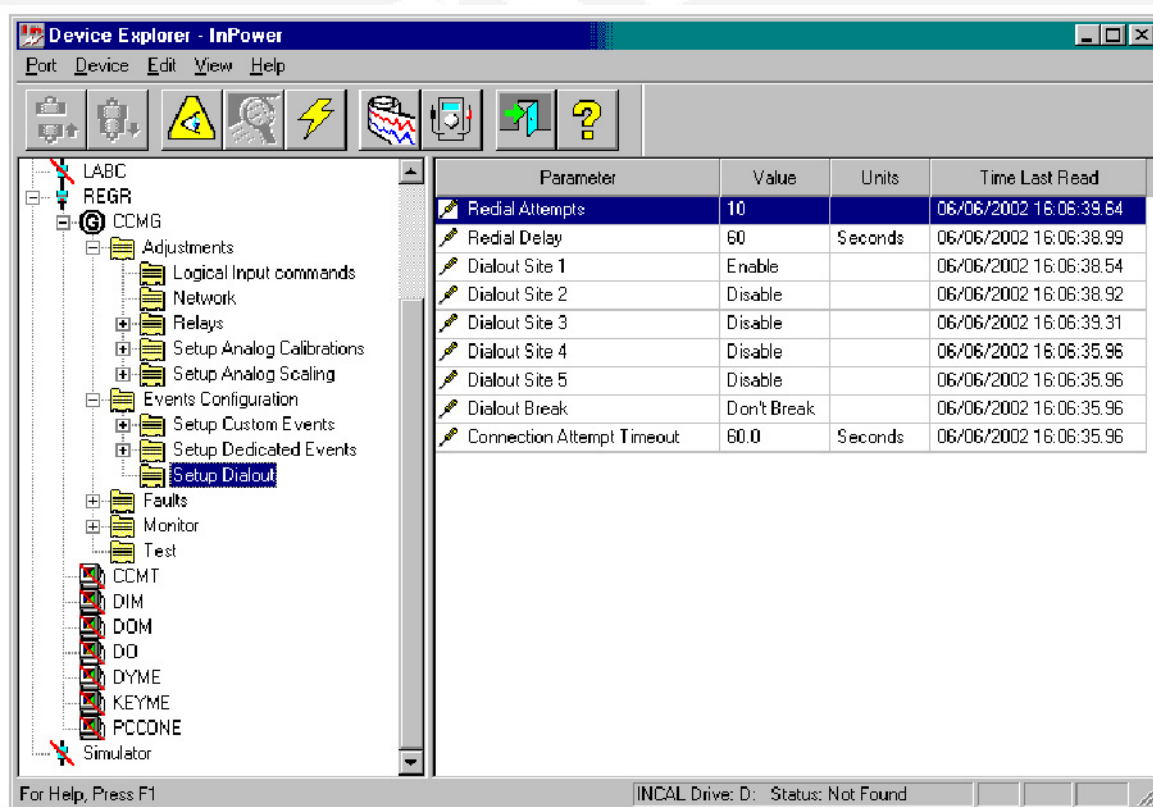 Device Explorer - InPower
Port Device Edit View Help
LABC
REGR
G CCMG
Adjustments
Logical Input commands
Network
Relays
Setup Analog Calibrations
Setup Analog Scaling
Events Configuration
Setup Custom Events
Setup Dedicated Events
Setup Dialout
Faults
Monitor
Test
CCMT
DIM
DOM
DO
DYME
KEYME
PCCONE
Simulator
Parameter Value Units Time Last Read
Redial Attempts 10 06/06/2002 16:06:39.64
Redial Delay 60 Seconds 06/06/2002 16:06:38.99
Dialout Site 1 Enable 06/06/2002 16:06:38.54
Dialout Site 2 Disable 06/06/2002 16:06:38.92
Dialout Site 3 Disable 06/06/2002 16:06:39.31
Dialout Site 4 Disable 06/06/2002 16:06:35.96
Dialout Site 5 Disable 06/06/2002 16:06:35.96
Dialout Break Don't Break 06/06/2002 16:06:35.96
Connection Attempt Timeout 60.0 Seconds 06/06/2002 16:06:35.96
For Help, Press F1
INCAL Drive: D: Status: Not Found